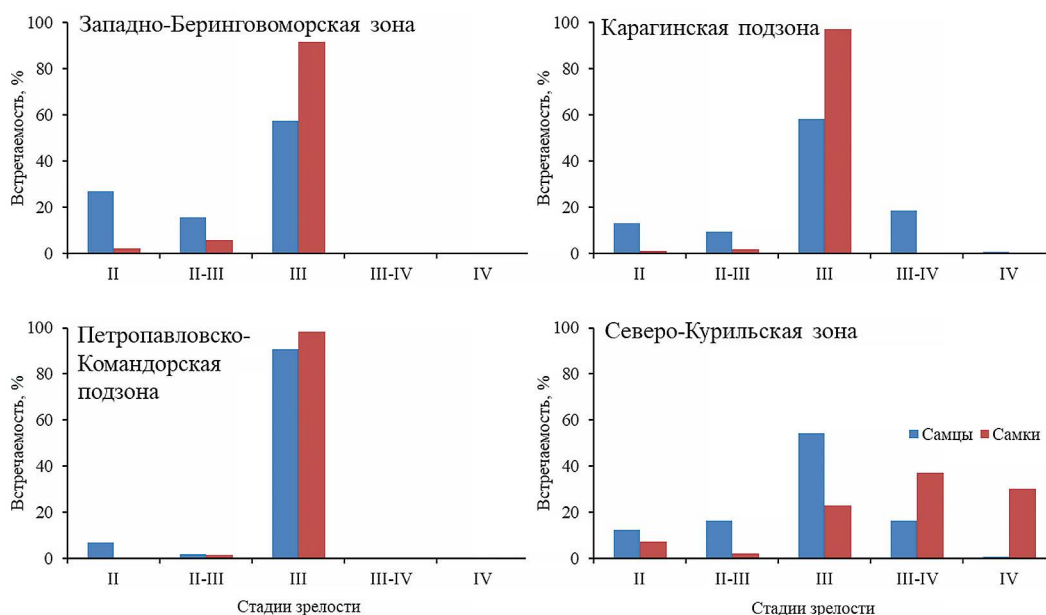 Западно-Беринговоморская зона
Встречаемость, %
100
80
60
40
20
0
II
II-III
III
III-IV
IV
Карагинская подзона
Встречаемость, %
100
80
60
40
20
0
II
II-III
III
III-IV
IV
Петропавловско-
Командорская
подзона
Встречаемость, %
100
80
60
40
20
0
II
II-III
III
III-IV
IV
Стадии зрелости
Северо-Курильская зона
Самцы
Самки
Встречаемость, %
100
80
60
40
20
0
II
II-III
III
III-IV
IV
Стадии зрелости